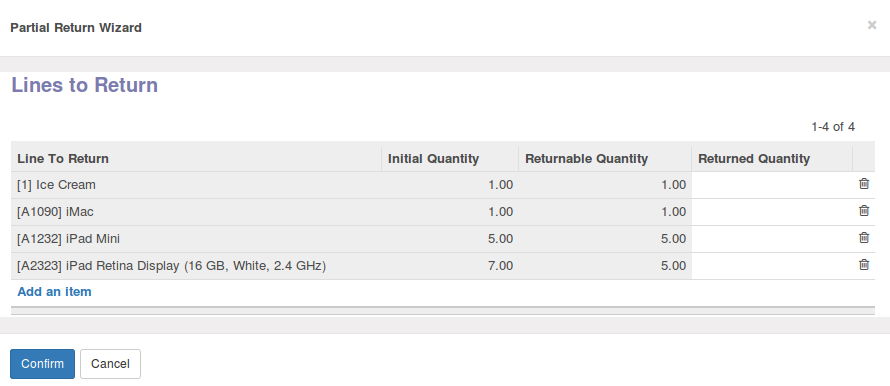 Partial Return Wizard ×
Lines to Return
1-4 of 4
Line To Return Initial Quantity Returnable Quantity Returned Quantity
[1] Ice Cream 1.00 1.00
[A1090] iMac 1.00 1.00
[A1232] iPad Mini 5.00 5.00
[A2323] iPad Retina Display (16 GB, White, 2.4 GHz) 7.00 5.00
Add an item
Confirm Cancel